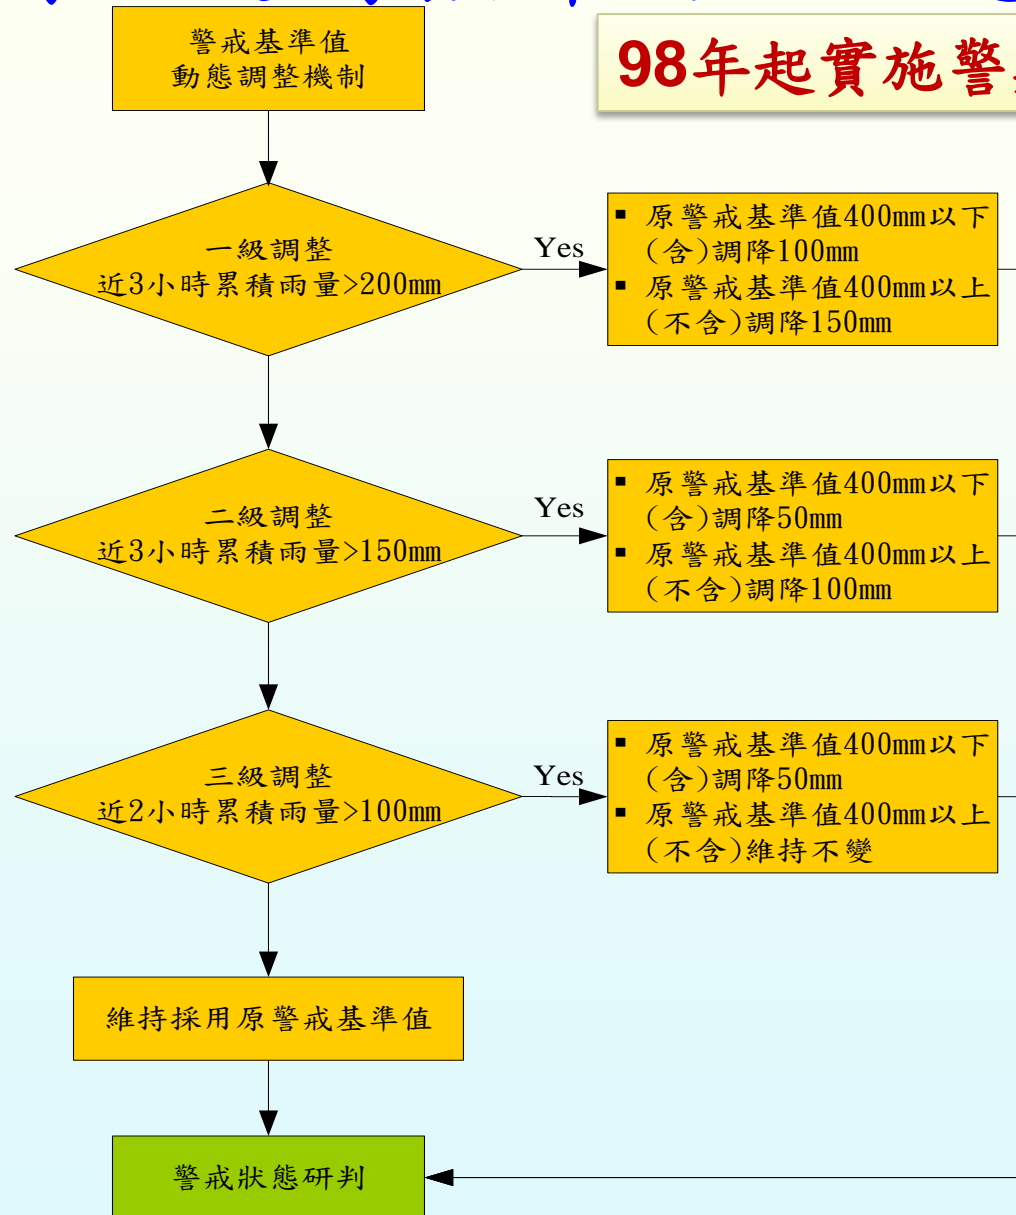 98年起實施警
警戒基準值
動態調整機制
一級調整
近3小時累積雨量>200mm
Yes
▪ 原警戒基準值400mm以下
(含)調降100mm
▪ 原警戒基準值400mm以上
(不含)調降150mm
二級調整
近3小時累積雨量>150mm
Yes
▪ 原警戒基準值400mm以下
(含)調降50mm
▪ 原警戒基準值400mm以上
(不含)調降100mm
三級調整
近2小時累積雨量>100mm
Yes
▪ 原警戒基準值400mm以下
(含)調降50mm
▪ 原警戒基準值400mm以上
(不含)維持不變
維持採用原警戒基準值
警戒狀態研判